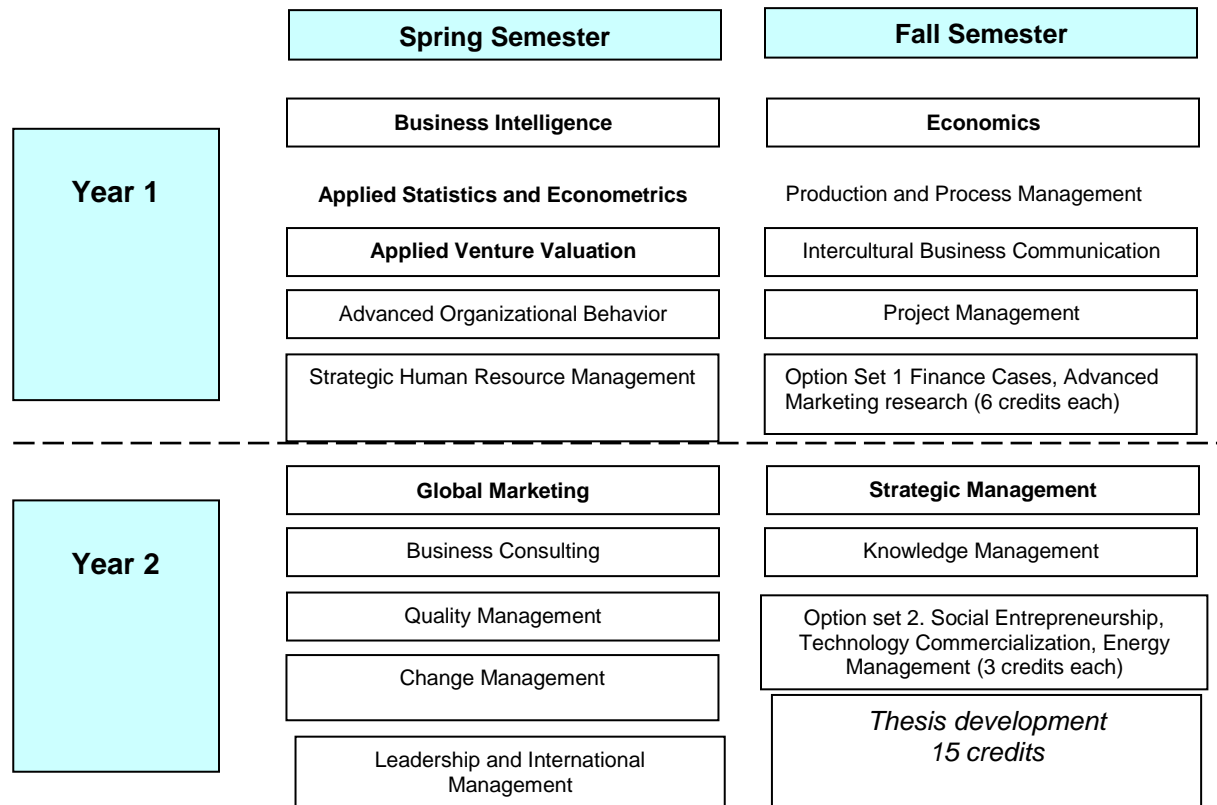 Spring Semester
Fall Semester
Year 1
Business Intelligence
Economics
Applied Statistics and Econometrics
Production and Process Management
Applied Venture Valuation
Intercultural Business Communication
Advanced Organizational Behavior
Project Management
Strategic Human Resource Management
Option Set 1 Finance Cases, Advanced
Marketing research (6 credits each)
Year 2
Global Marketing
Strategic Management
Business Consulting
Knowledge Management
Quality Management
Option set 2. Social Entrepreneurship,
Technology Commercialization, Energy
Management (3 credits each)
Change Management
Thesis development
15 credits
Leadership and International
Management